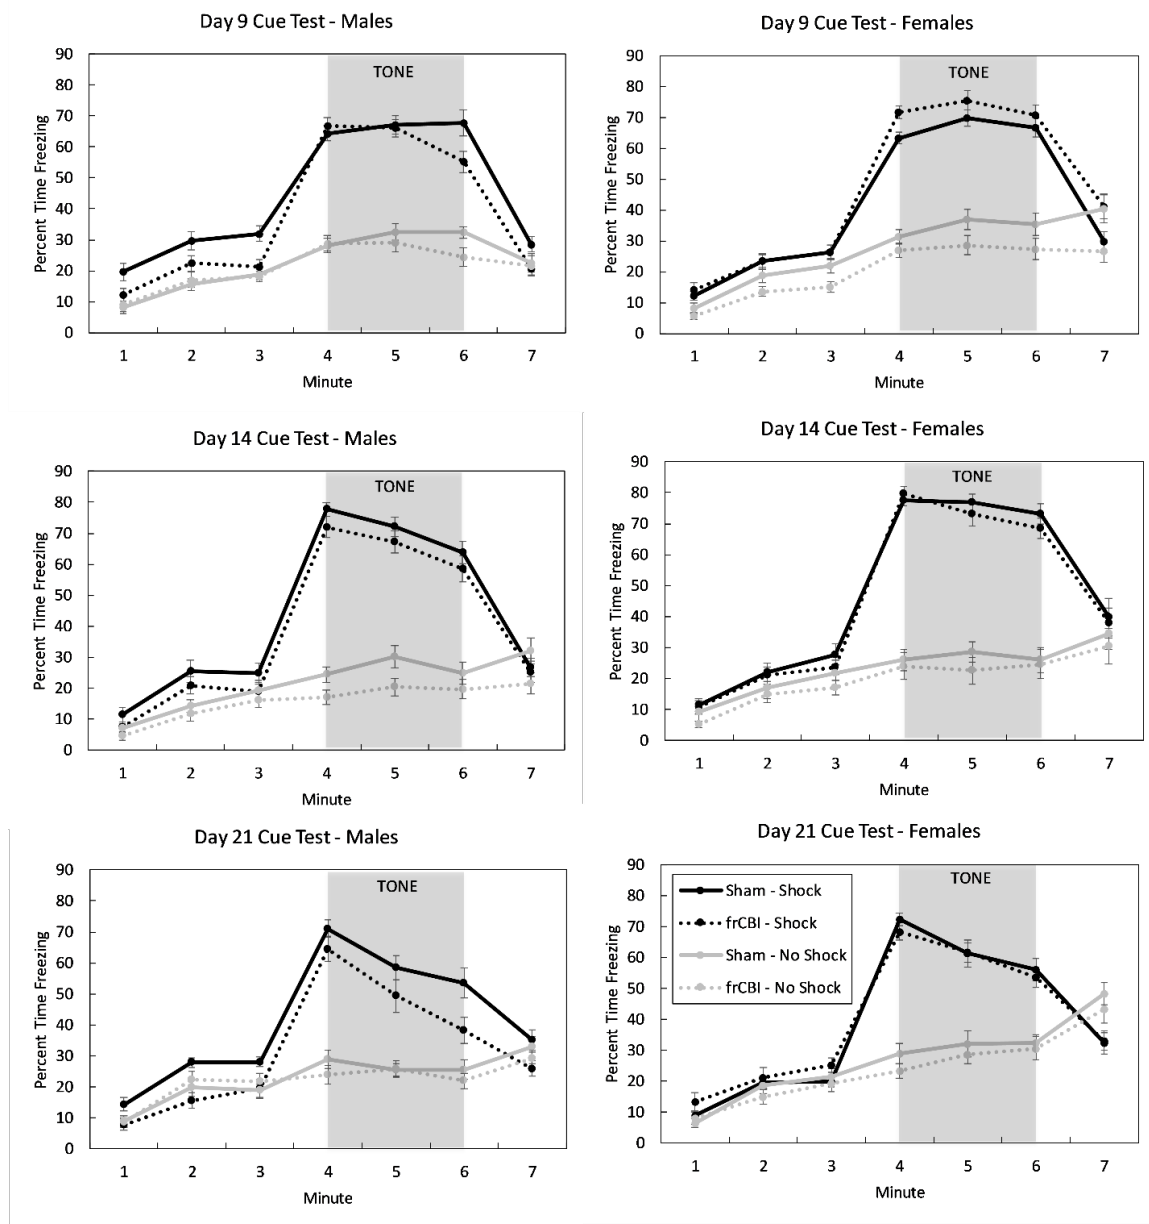 Day 9 Cue Test - Males
Percent Time Freezing
90
80
70
60
50
40
30
20
10
0
TONE
1 2 3 4 5 6 7
Minute
Day 9 Cue Test - Females
Percent Time Freezing
90
80
70
60
50
40
30
20
10
0
TONE
1 2 3 4 5 6 7
Minute
Day 14 Cue Test - Males
Percent Time Freezing
90
80
70
60
50
40
30
20
10
0
TONE
1 2 3 4 5 6 7
Minute
Day 14 Cue Test - Females
Percent Time Freezing
90
80
70
60
50
40
30
20
10
0
TONE
1 2 3 4 5 6 7
Minute
Day 21 Cue Test - Males
Percent Time Freezing
90
80
70
60
50
40
30
20
10
0
TONE
1 2 3 4 5 6 7
Minute
Day 21 Cue Test - Females
Percent Time Freezing
90
80
70
60
50
40
30
20
10
0
TONE
Sham - Shock
frCBI - Shock
Sham - No Shock
frCBI - No Shock
1 2 3 4 5 6 7
Minute